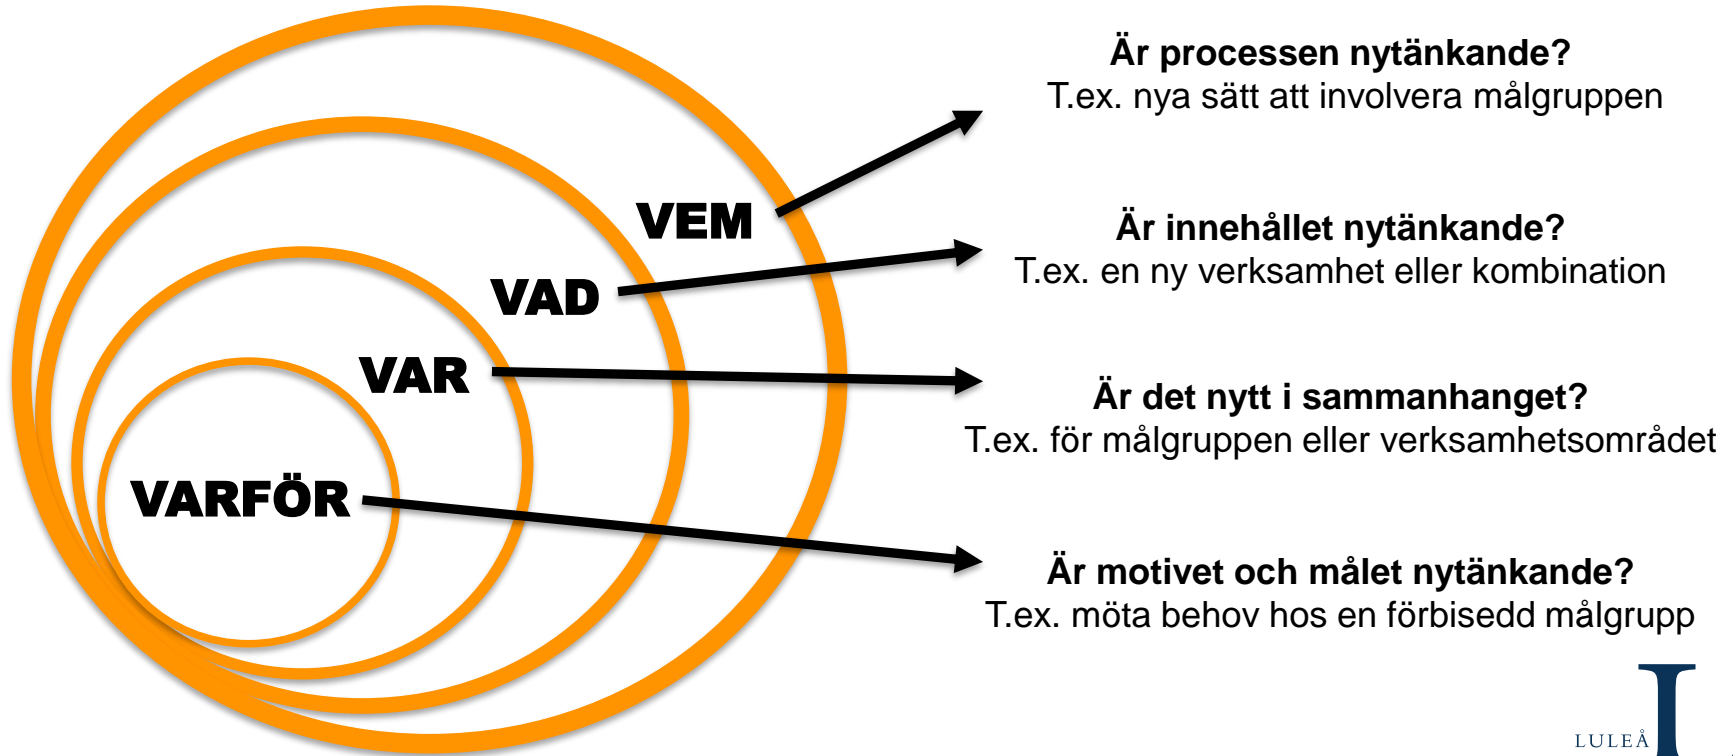 VEM
VAD
VAR
VARFÖR
Är processen nytänkande?
T.ex. nya sätt att involvera målgruppen
Är innehållet nytänkande?
T.ex. en ny verksamhet eller kombination
Är det nytt i sammanhanget?
T.ex. för målgruppen eller verksamhetsområdet
Är motivet och målet nytänkande?
T.ex. möta behov hos en förbisedd målgrupp
LULEÅ